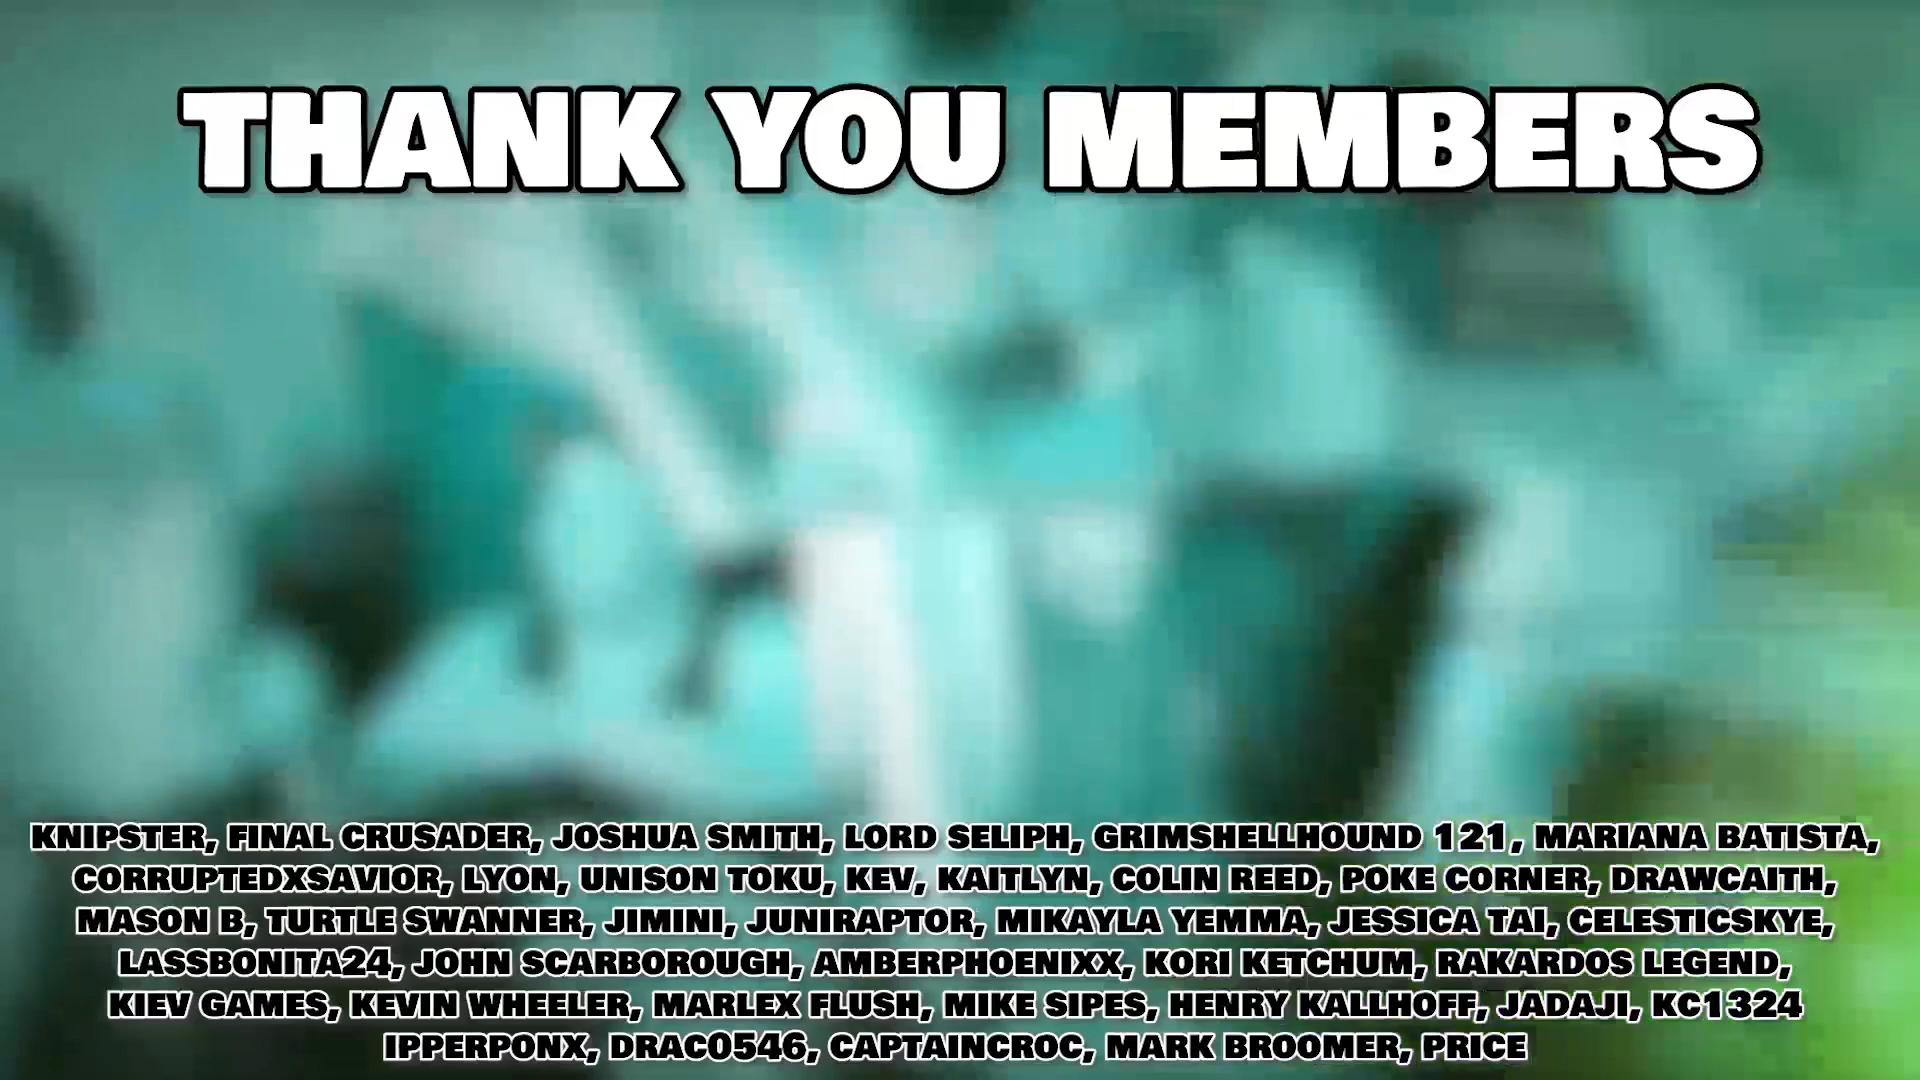 THANK YOU MEMBERS
KNIPSTER, FINAL CRUSADER, JOSHUA SMITH, LORD SELIPH, GRIMSHELLHOUND 121, MARIANA BATISTA,
CORRUPTEDXSAVIOR, LYON, UNISON TOKU, KEV, KAITLYN, COLIN REED, POKE CORNER, DRAWCAITH,
MASON B, TURTLE SWANNER, JIMINI, JUNIRAPTOR, MIKAYLA YEMMA, JESSICA TAI, CELESTICSKYE,
LASSBONITA24, JOHN SCARBOROUGH, AMBERPHOENIXX, KORI KETCHUM, RAKARDOS LEGEND,
KIEV GAMES, KEVIN WHEELER, MARLEX FLUSH, MIKE SIPES, HENRY KALLHOFF, JADAJI, KC1324
IPPERPONX, DRAC0546, CAPTAINCROC, MARK BROOMER, PRICE